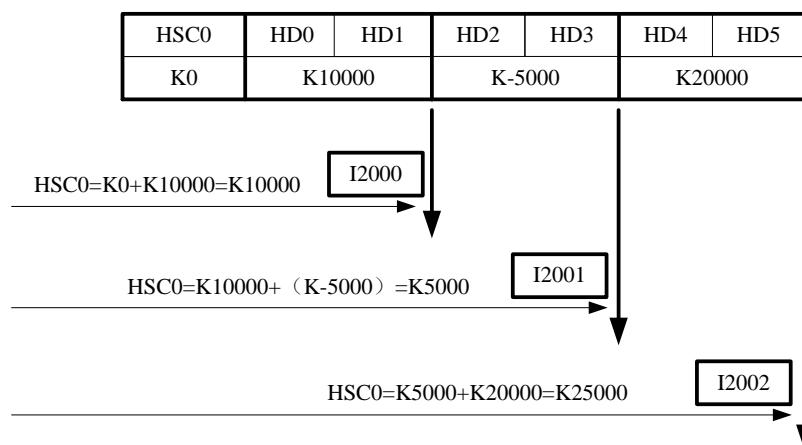 HSC0 HD0 HD1 HD2 HD3 HD4 HD5
K0 K10000 K-5000 K20000
I2000
HSC0=K0+K10000=K10000
I2001
HSC0=K10000+（K-5000）=K5000
I2002
HSC0=K5000+K20000=K25000